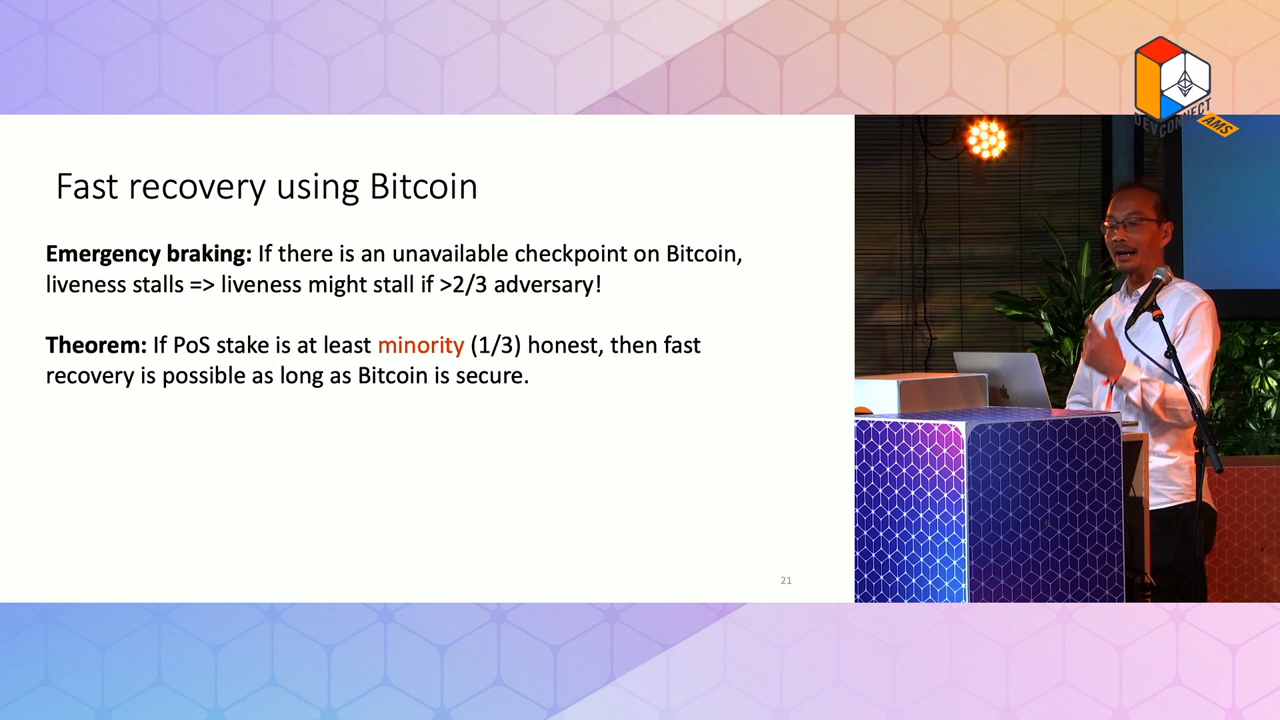 DEVCONNECT
AMS
Fast recovery using Bitcoin
Emergency braking: If there is an unavailable checkpoint on Bitcoin,
liveness stalls => liveness might stall if >2/3 adversary!
Theorem: If PoS stake is at least minority (1/3) honest, then fast
recovery is possible as long as Bitcoin is secure.
21